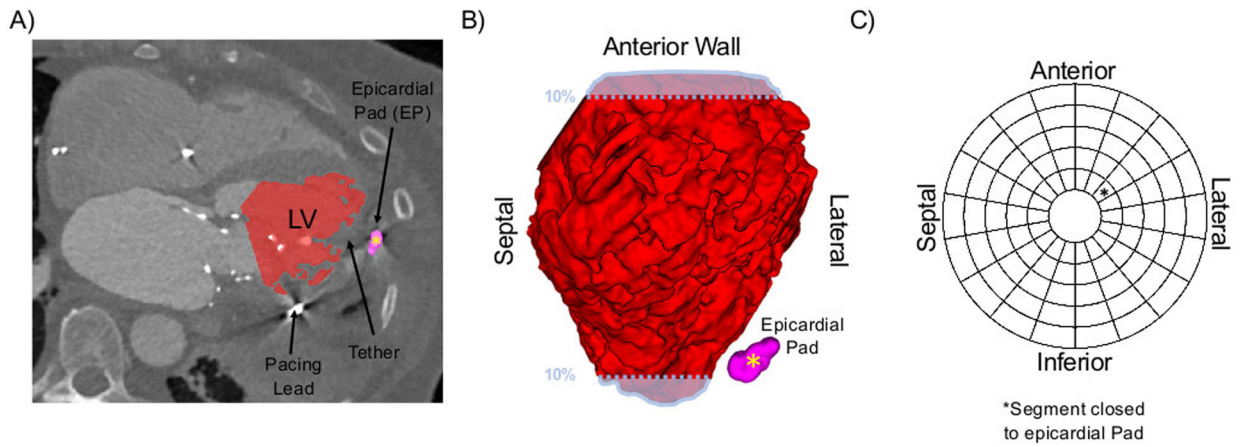 A)
Epicardial
Pad (EP)
LV
Tether
Pacing
Lead
B)
Anterior Wall
10%
Septal
Lateral
Epicardial
Pad
*
10%
C)
Anterior
Septal
*
Lateral
Inferior
*Segment closed
to epicardial Pad